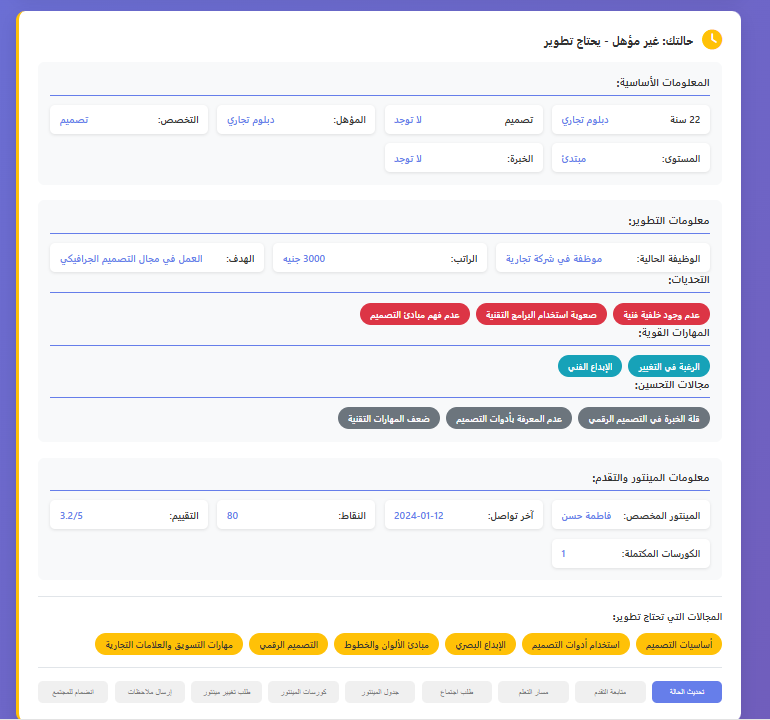 حالتك: غير مؤهل - يحتاج تطوير
المعلومات الأساسية:
22 سنة دبلوم تجاري
تصميم لا توجد
المؤهل: دبلوم تجاري
التخصص: تصميم
المستوى: مبتدئ
الخبرة: لا توجد
معلومات التطوير:
الوظيفة الحالية: موظفة في شركة تجارية
الراتب: 3000 جنيه
الهدف: العمل في مجال التصميم الجرافيكي
التحديات:
عدم وجود خلفية فنية
صعوبة استخدام البرامج التقنية
عدم فهم مبادئ التصميم
المهارات القوية:
الرغبة في التغيير
الإبداع الفني
مجالات التحسين:
قلة الخبرة في التصميم الرقمي
عدم المعرفة بأدوات التصميم
ضعف المهارات التقنية
معلومات المينتور والتقدم:
المينتور المخصص: فاطمة حسن
آخر تواصل: 2024-01-12
النقاط: 80
التقييم: 3.2/5
الكورسات المكتملة: 1
المجالات التي تحتاج تطوير:
أساسيات التصميم
استخدام أدوات التصميم
الإبداع البصري
مبادئ الألوان والخطوط
التصميم الرقمي
مهارات التسويق والعلامات التجارية
تحديث الحالة
متابعة التقدم
مسار التعلم
طلب اجتماع
جدول المينتور
كورسات المينتور
طلب تغيير مينتور
إرسال ملاحظات
انضمام للمجتمع